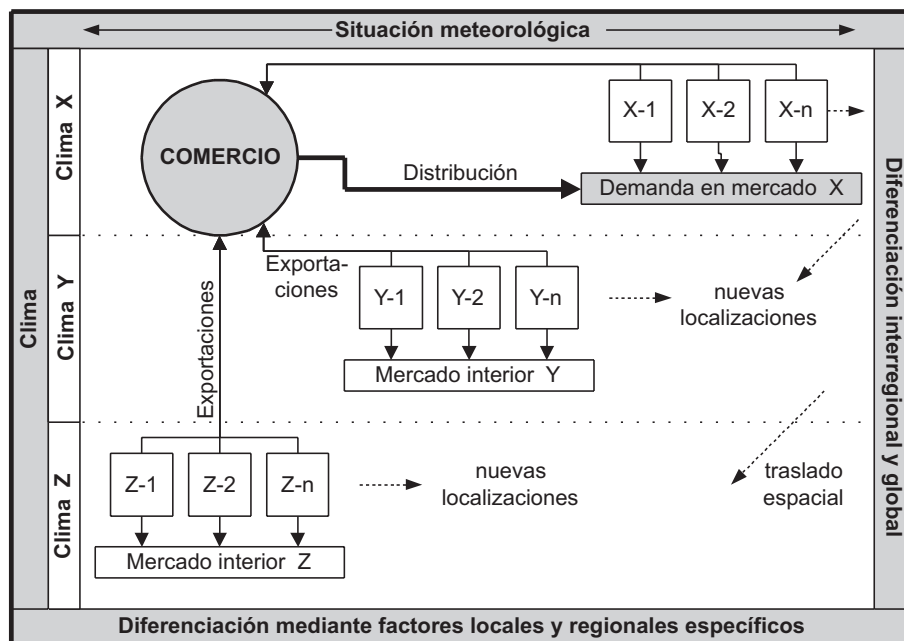 Situación meteorológica
Clima
Clima X
COMERCIO
X-1
X-2
X-n
Distribución
Demanda en mercado X
Clima Y
Exporta-
ciones
Y-1
Y-2
Y-n
nuevas
localizaciones
Mercado interior Y
Exportaciones
Clima Z
Z-1
Z-2
Z-n
nuevas
localizaciones
traslado
espacial
Mercado interior Z
Diferenciación interregional y global
Diferenciación mediante factores locales y regionales específicos